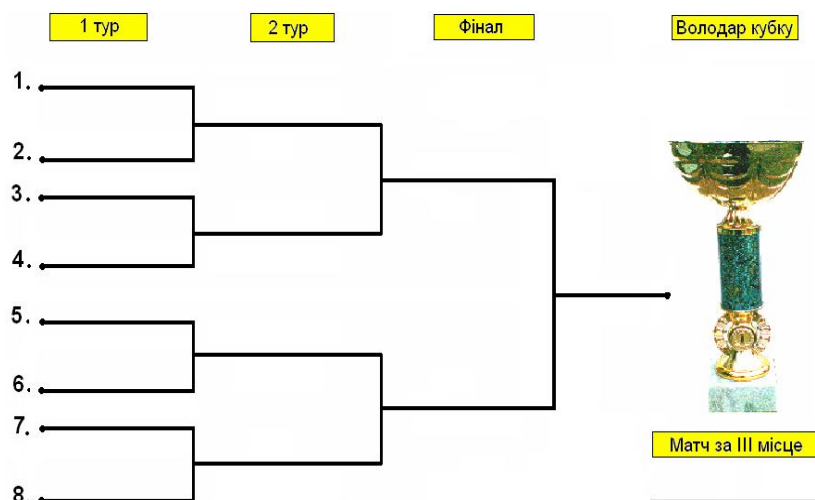 1 тур
2 тур
Фінал
Володар кубку
1.
2.
3.
4.
5.
6.
7.
8.
Матч за III місце